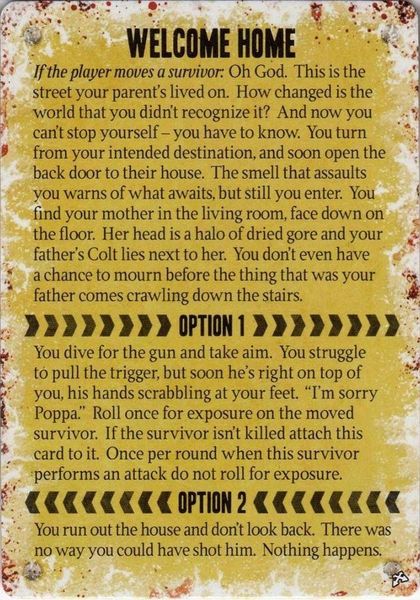 WELCOME HOME
If the player moves a survivor: Oh God. This is the
street your parent's lived on. How changed is the
world that you didn't recognize it? And now you
can't stop yourself – you have to know. You turn
from your intended destination, and soon open the
back door to their house. The smell that assaults
you warns of what awaits, but still you enter. You
find your mother in the living room, face down on
the floor. Her head is a halo of dried gore and your
father's Colt lies next to her. You don't even have
a chance to mourn before the thing that was your
father comes crawling down the stairs.
OPTION 1
You dive for the gun and take aim. You struggle
to pull the trigger, but soon he's right on top of
you, his hands scrabbling at your feet. “I'm sorry
Poppa.” Roll once for exposure on the moved
survivor. If the survivor isn't killed attach this
card to it. Once per round when this survivor
performs an attack do not roll for exposure.
OPTION 2
You run out the house and don't look back. There was
no way you could have shot him. Nothing happens.